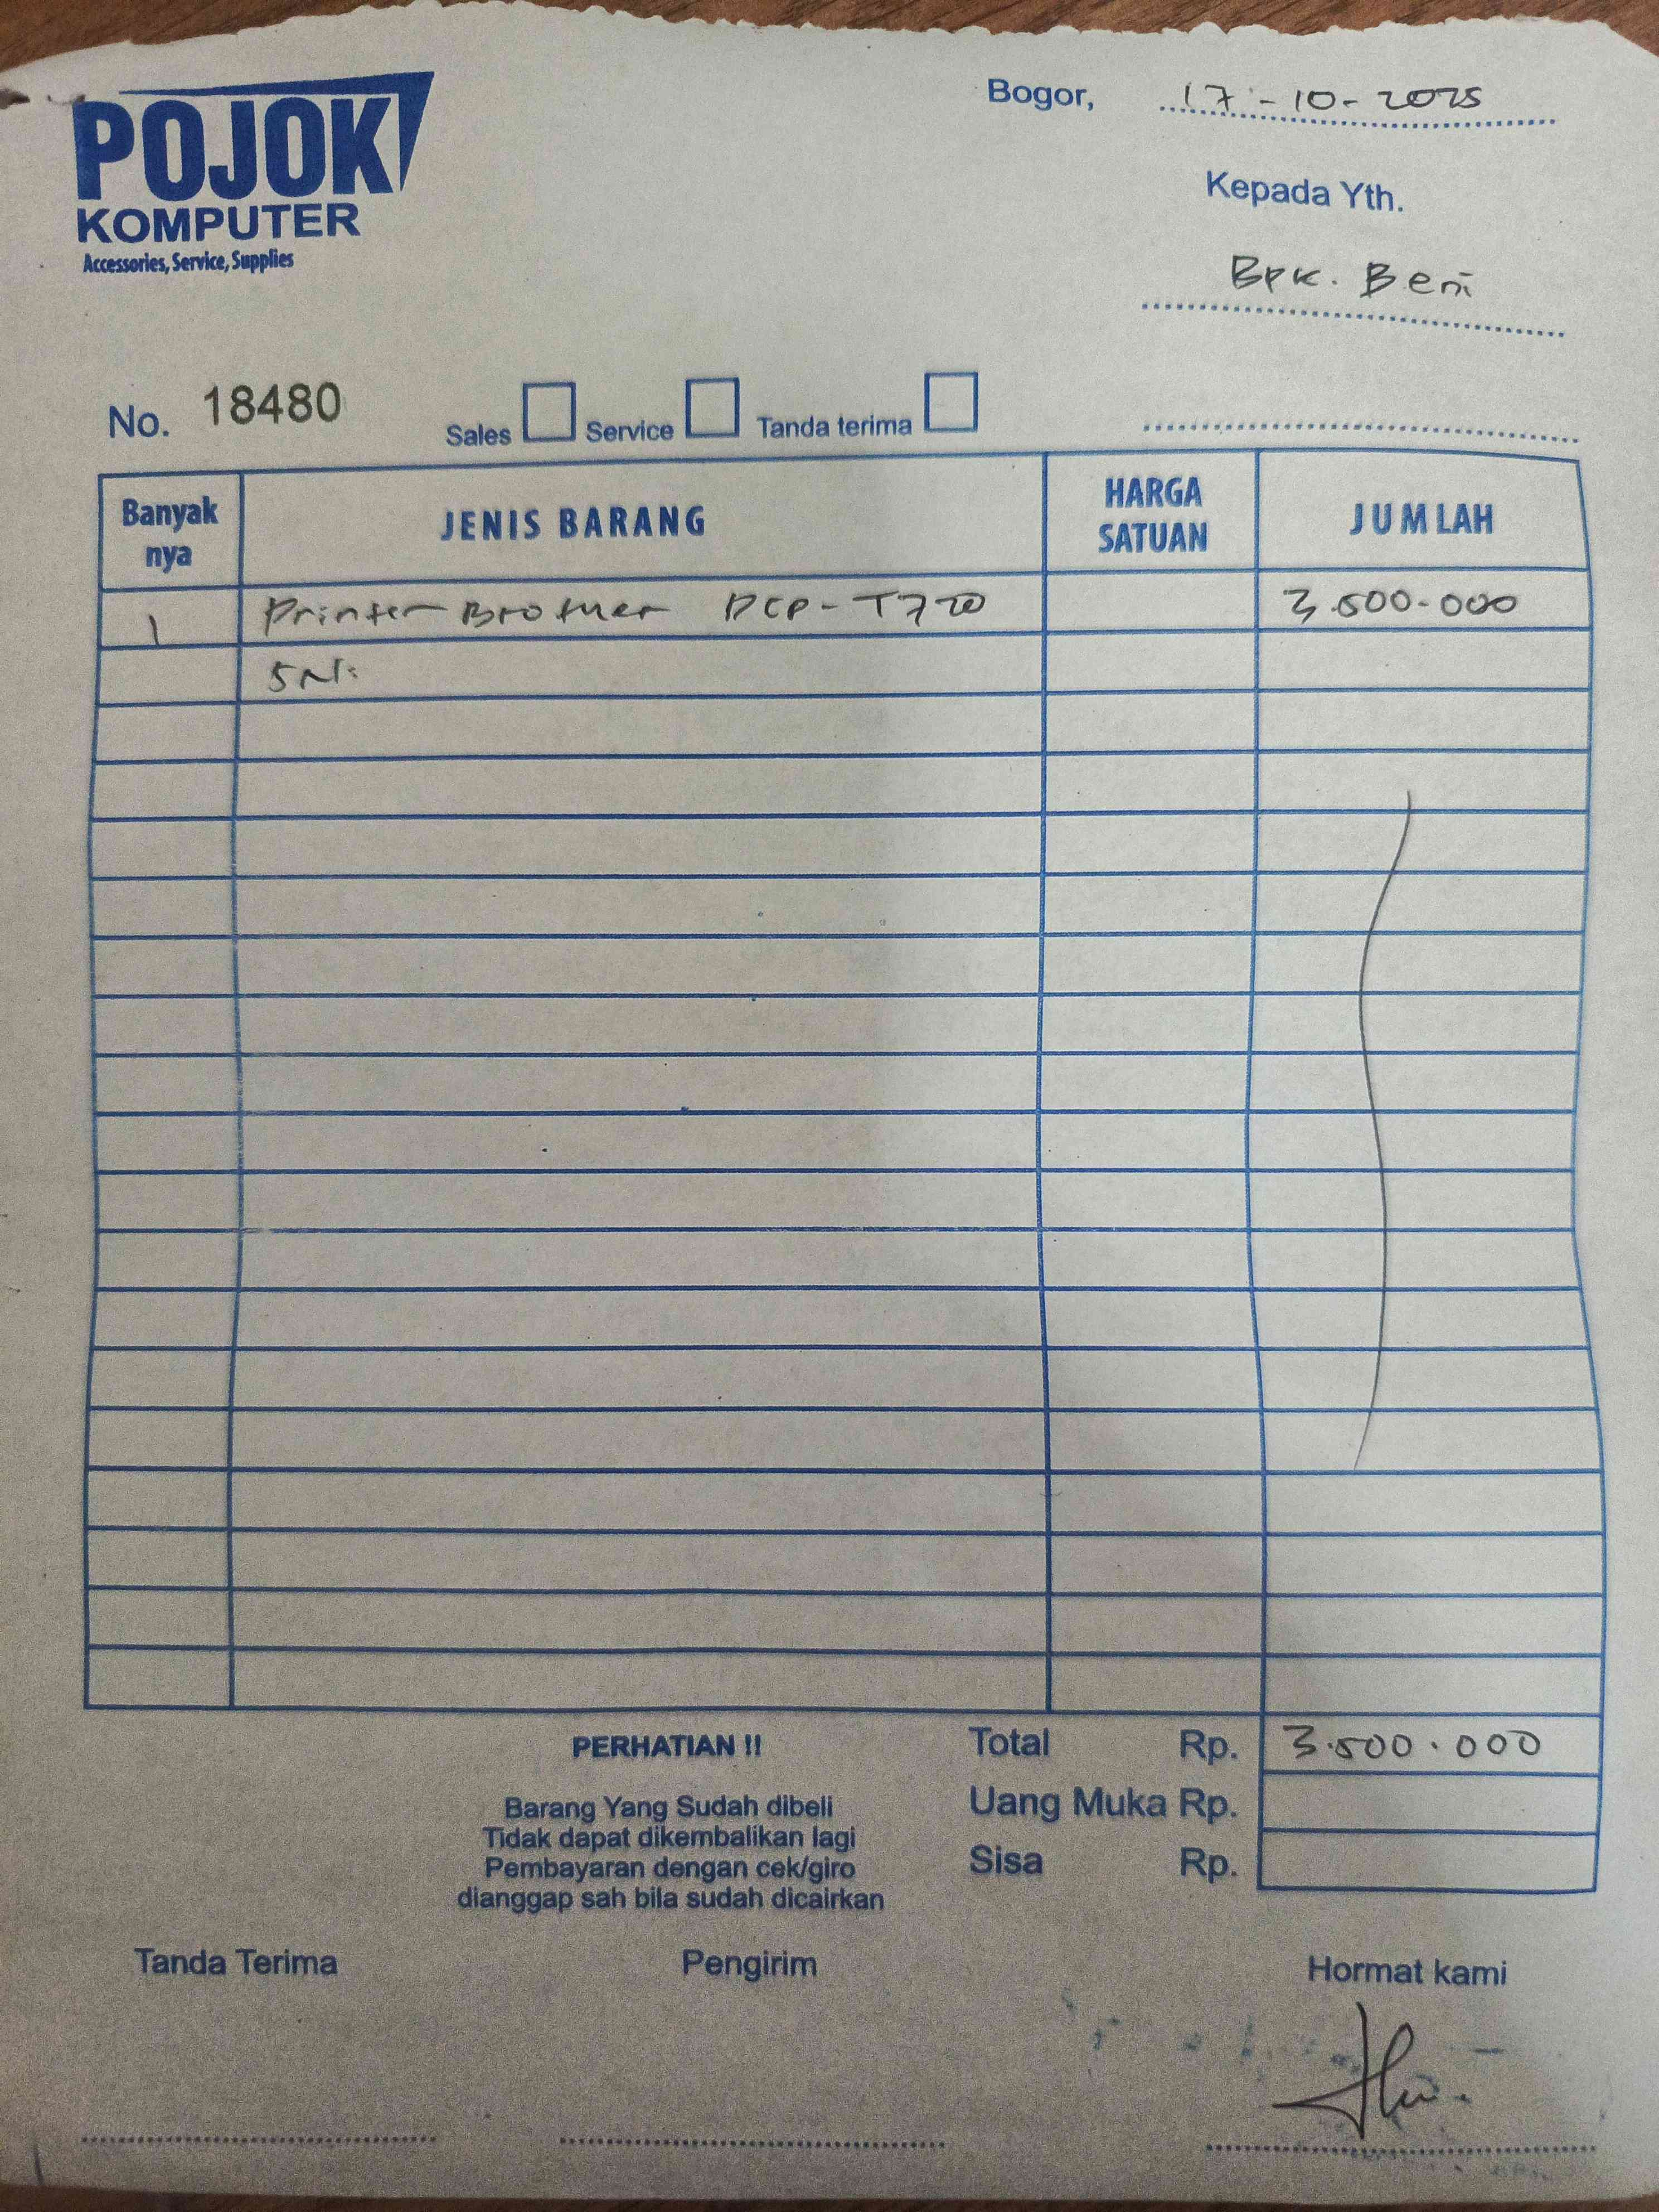 POJOK
KOMPUTER
Accessories, Service, Supplies
Bogor, 17-10-2025
Kepada Yth.
Bpk. Beni
No. 18480
Sales Service Tanda terima
Banyak nya JENIS BARANG HARGA SATUAN JUMLAH
1 Printer Brother DCP-T720 3.500.000
SN:
PERHATIAN !!
Barang Yang Sudah dibeli
Tidak dapat dikembalikan lagi
Pembayaran dengan cek/giro
dianggap sah bila sudah dicairkan
Total Rp. 3.500.000
Uang Muka Rp.
Sisa Rp.
Tanda Terima Pengirim Hormat kami